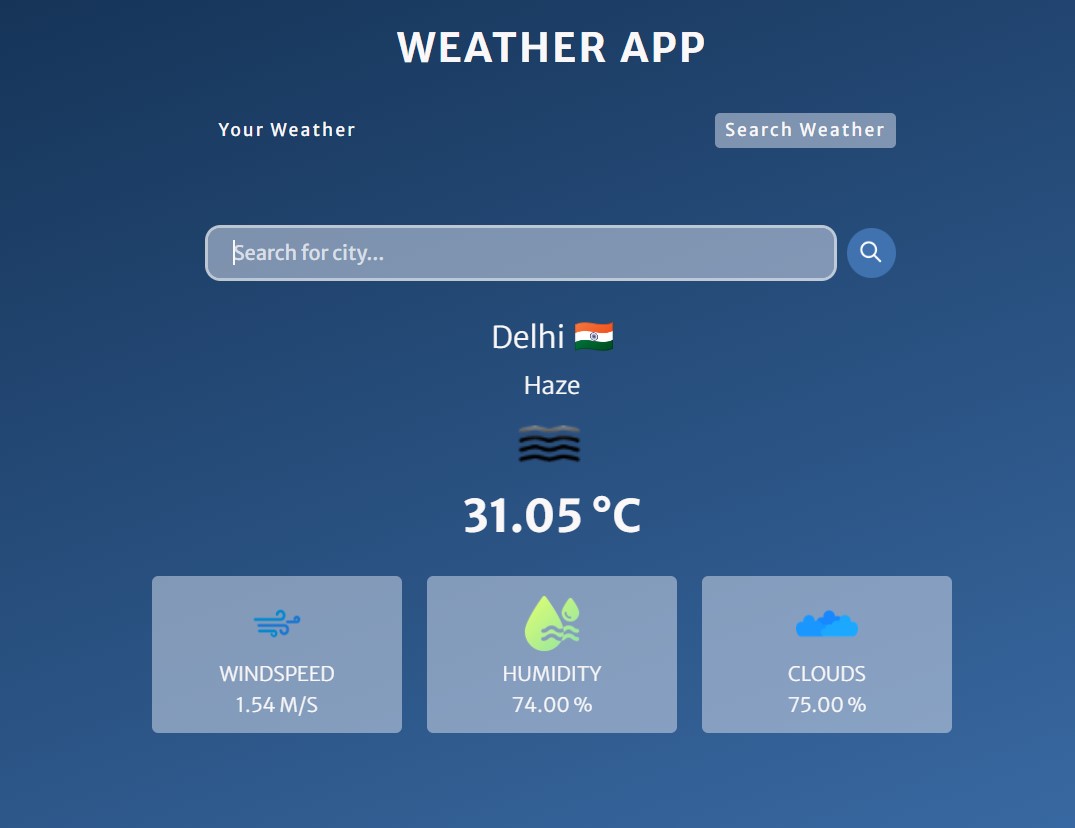 WEATHER APP
Your Weather
Search Weather
Search for city...
Delhi
Haze
31.05 °C
WINDSPEED
1.54 M/S
HUMIDITY
74.00 %
CLOUDS
75.00 %